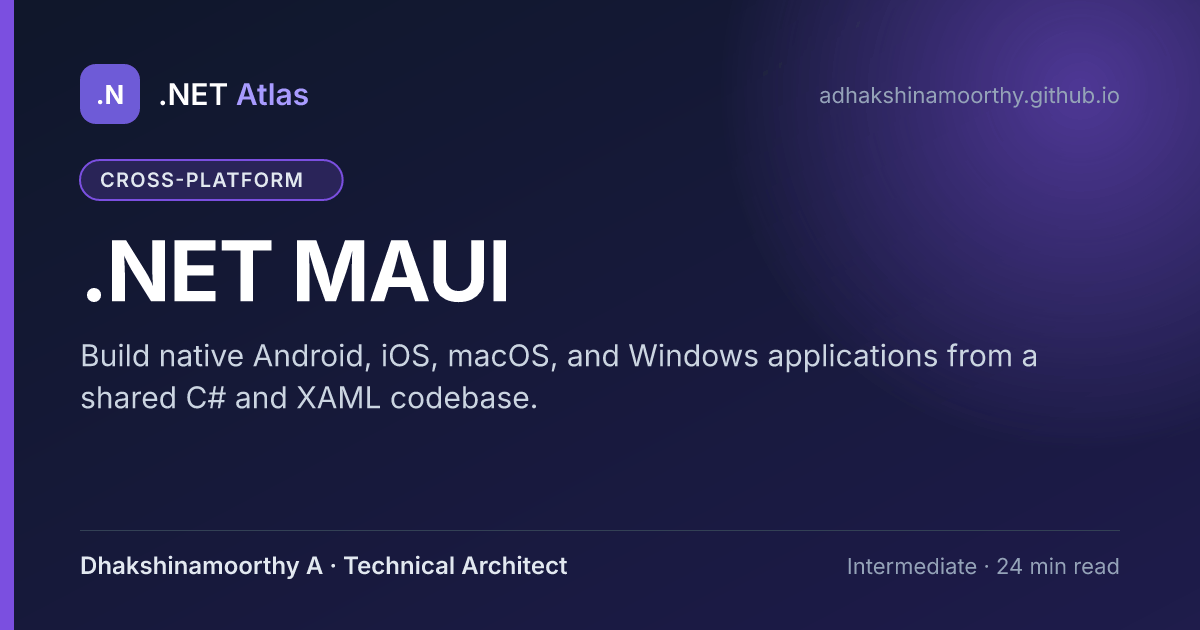 .N
.NET Atlas
adhakshinamoorthy.github.io
CROSS-PLATFORM
.NET MAUI
Build native Android, iOS, macOS, and Windows applications from a
shared C# and XAML codebase.
Dhakshinamoorthy A · Technical Architect
Intermediate · 24 min read